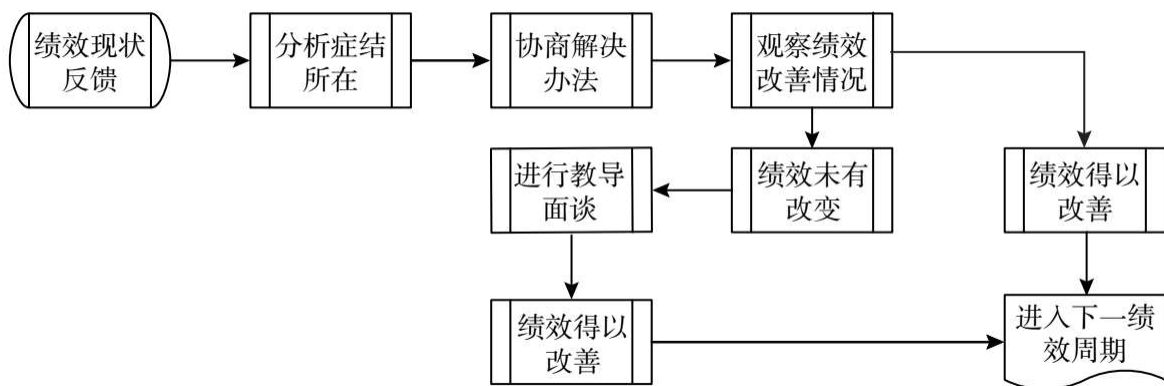 绩效现状
反馈
分析症结
所在
协商解决
办法
观察绩效
改善情况
进行教导
面谈
绩效未有
改变
绩效得以
改善
绩效得以
改善
进入下一绩
效周期